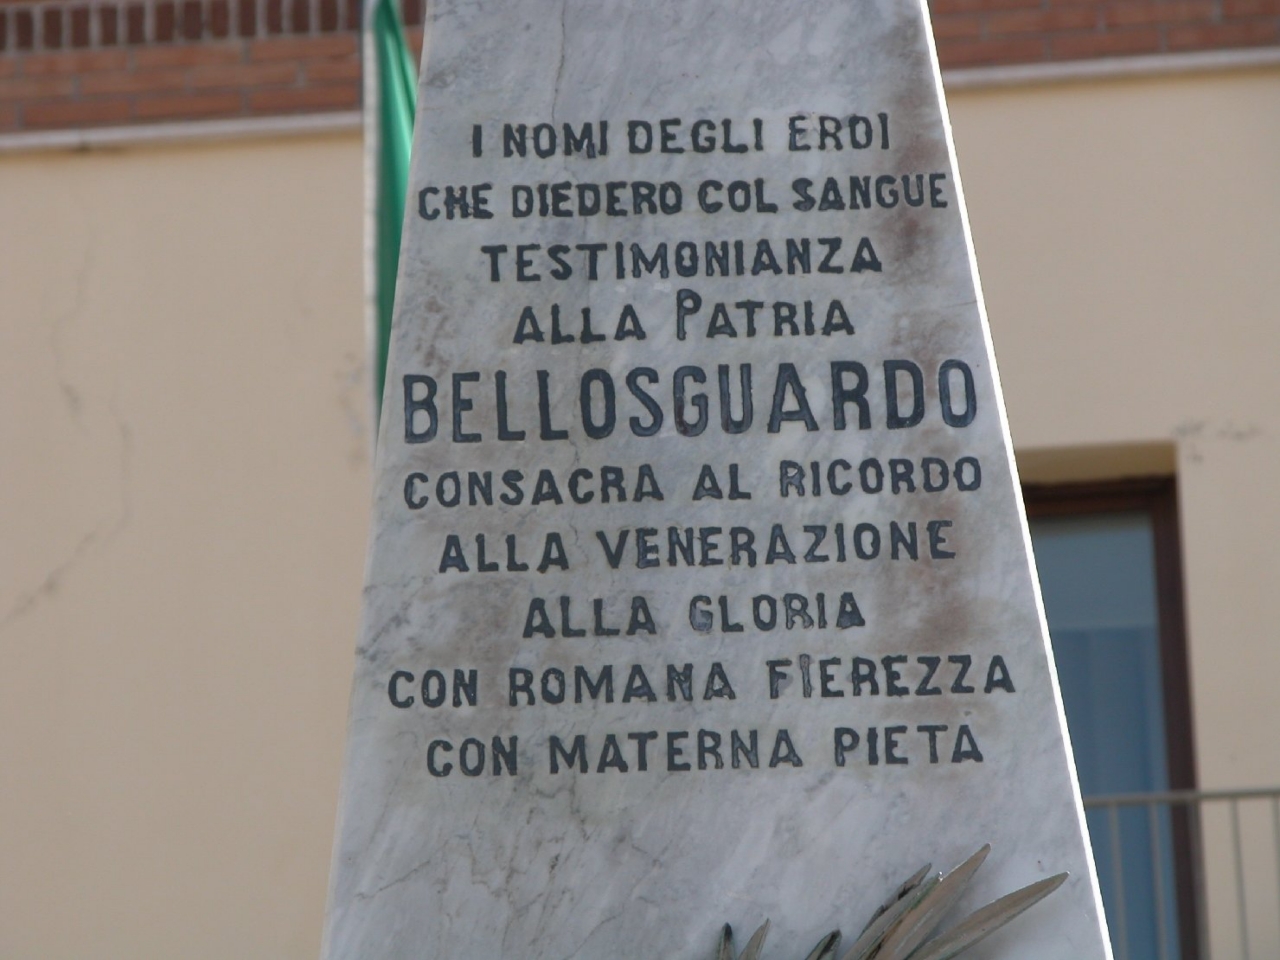 I NOMI DEGLI EROI
CHE DIEDERO COL SANGUE
TESTIMONIANZA
ALLA PATRIA
BELLOSGUARDO
CONSACRA AL RICORDO
ALLA VENERAZIONE
ALLA GLORIA
CON ROMANA FIEREZZA
CON MATERNA PIETA